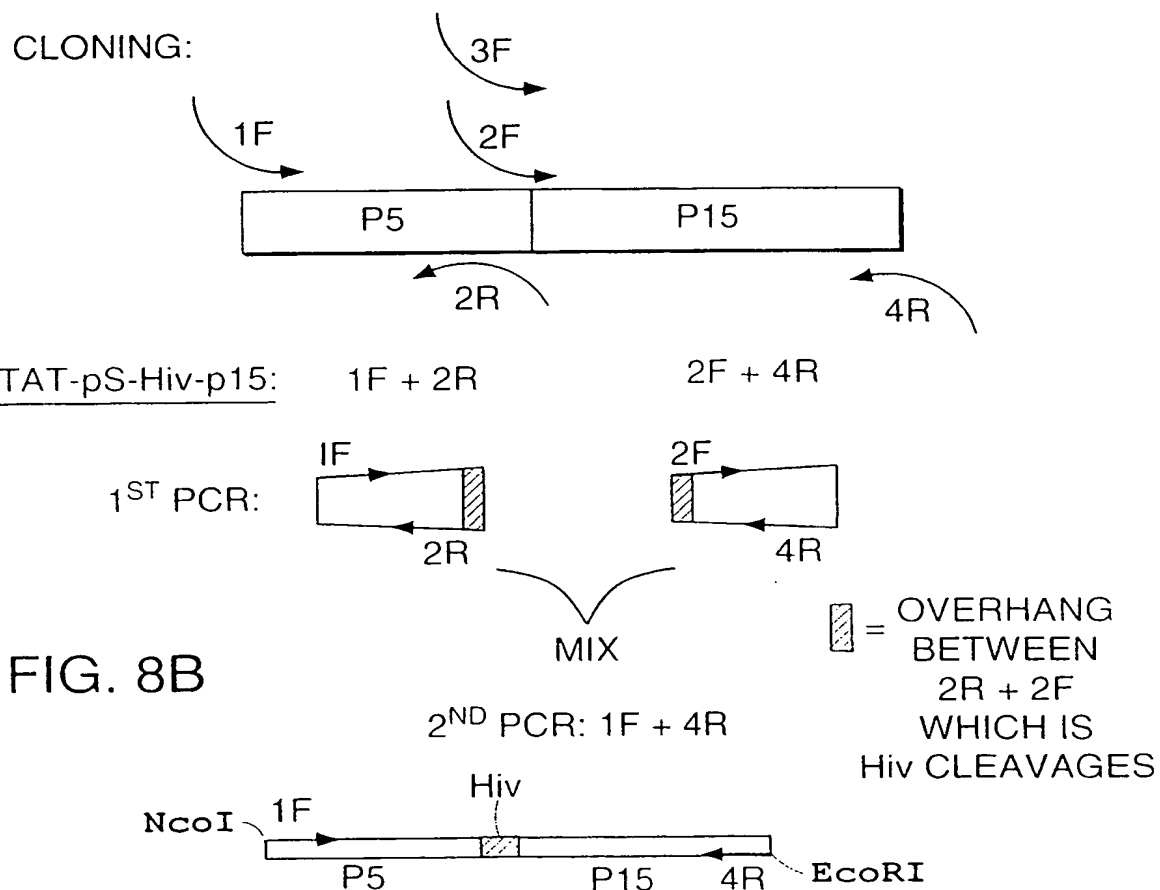 CLONING:
3F
1F
2F
P5
P15
2R
4R
TAT-pS-Hiv-p15:
1F + 2R
2F + 4R
1ST PCR:
IF
2R
2F
4R
MIX
= OVERHANG
BETWEEN
2R + 2F
WHICH IS
Hiv CLEAVAGES
FIG. 8B
2ND PCR: 1F + 4R
Hiv
NcoI
1F
P5
P15
4R
EcoRI